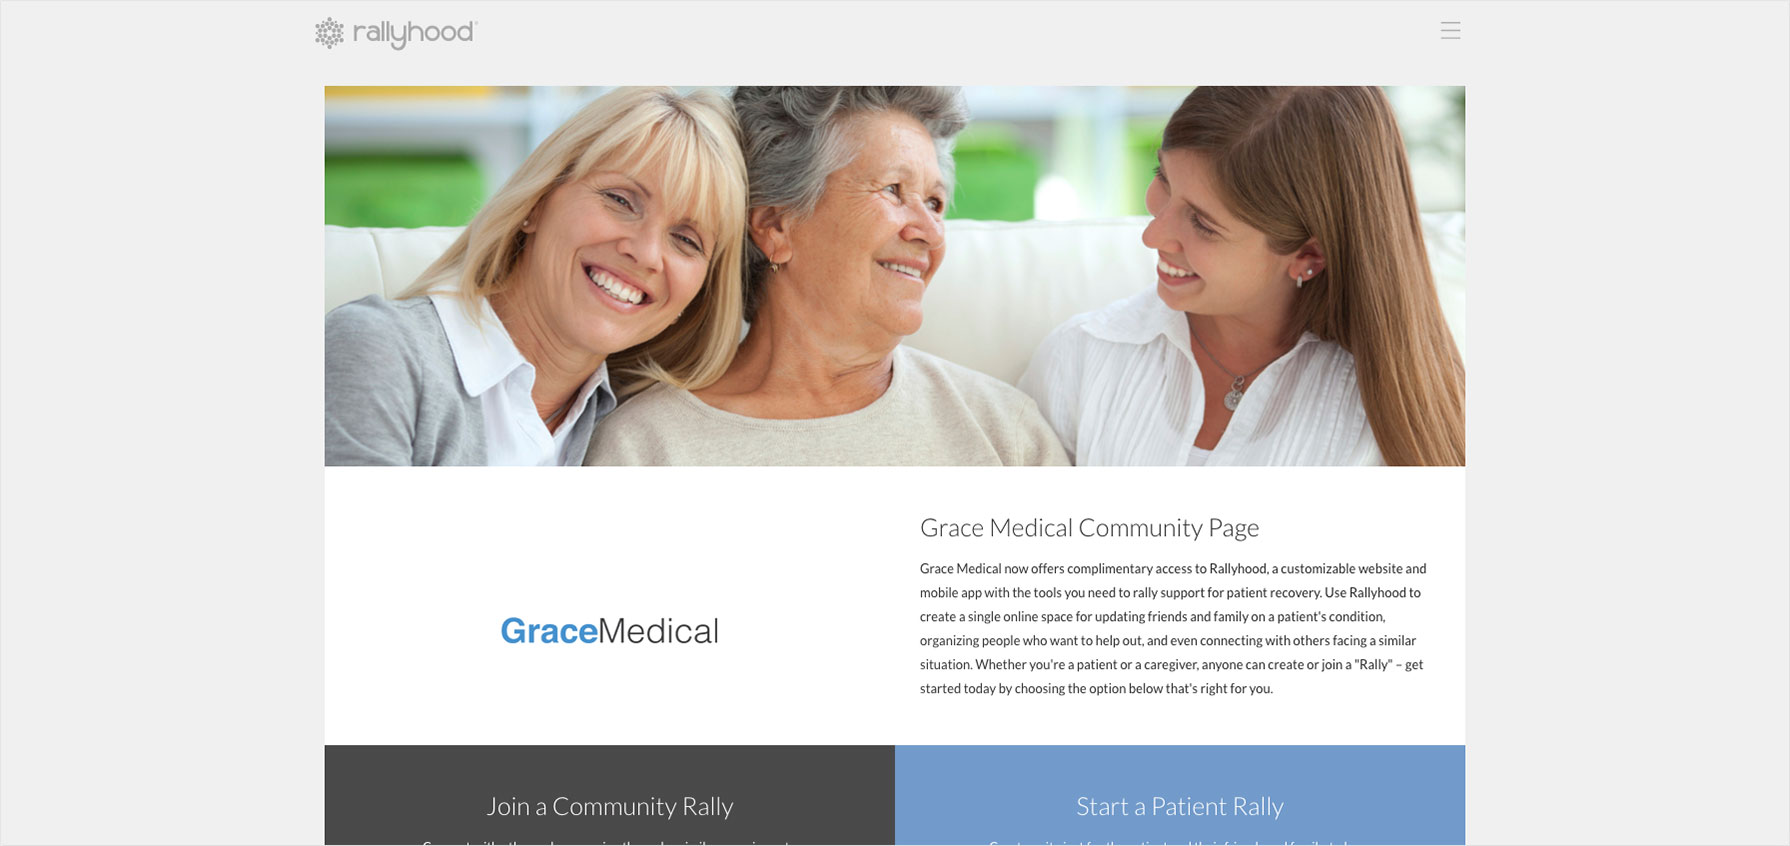 rallyhood
Grace Medical Community Page
Grace Medical now offers complimentary access to Rallyhood, a customizable website and
mobile app with the tools you need to rally support for patient recovery. Use Rallyhood to
create a single online space for updating friends and family on a patient's condition,
organizing people who want to help out, and even connecting with others facing a similar
situation. Whether you're a patient or a caregiver, anyone can create or join a "Rally" – get
started today by choosing the option below that's right for you.
GraceMedical
Join a Community Rally
Start a Patient Rally